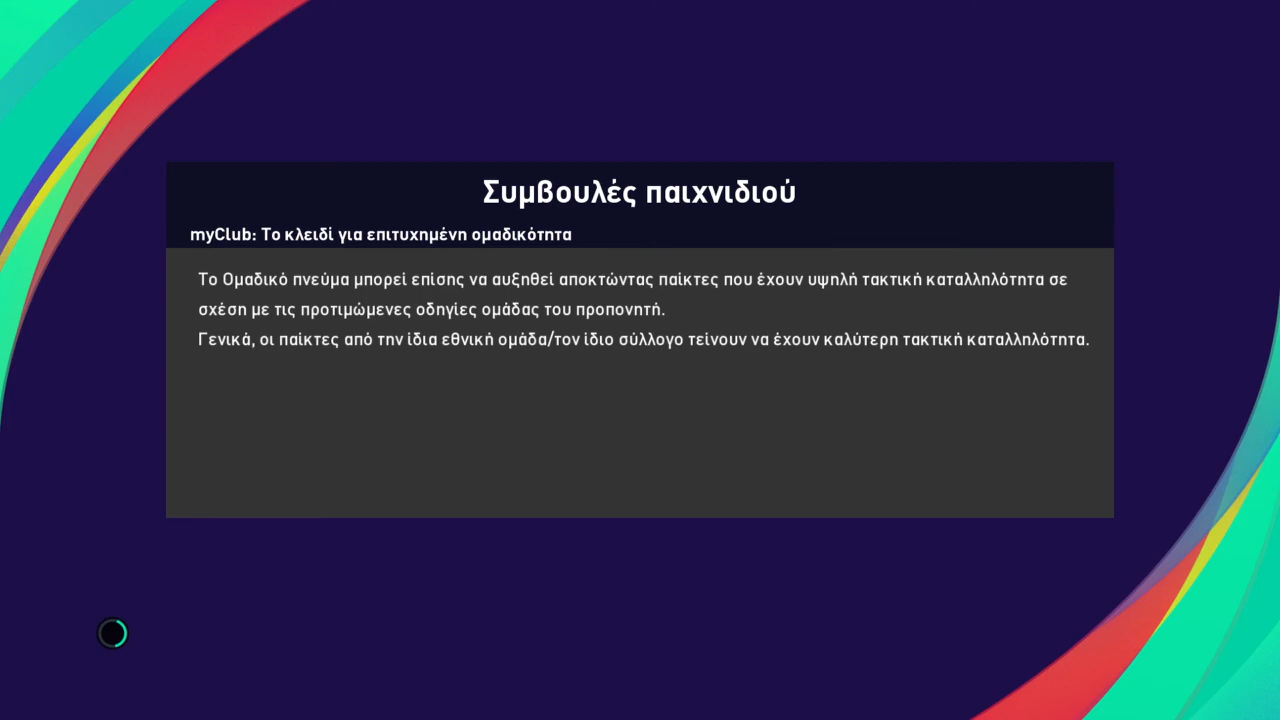 Συμβουλές παιχνιδιού
myClub: Το κλειδί για επιτυχημένη ομαδικότητα
Το Ομαδικό πνεύμα μπορεί επίσης να αυξηθεί αποκτώντας παίκτες που έχουν υψηλή τακτική καταλληλότητα σε
σχέση με τις προτιμώμενες οδηγίες ομάδας του προπονητή.
Γενικά, οι παίκτες από την ίδια εθνική ομάδα/τον ίδιο σύλλογο τείνουν να έχουν καλύτερη τακτική καταλληλότητα.